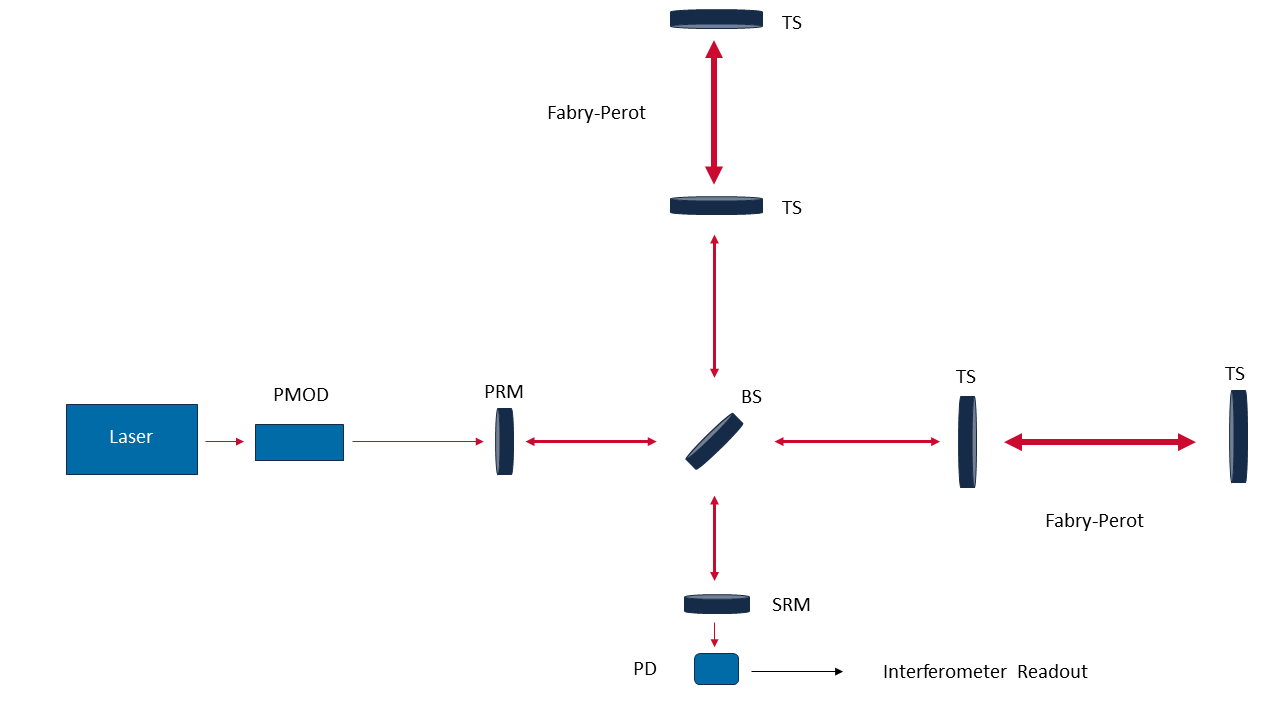 TS
Fabry-Perot
TS
PMOD
PRM
BS
TS
TS
Laser
Fabry-Perot
SRM
PD
Interferometer Readout